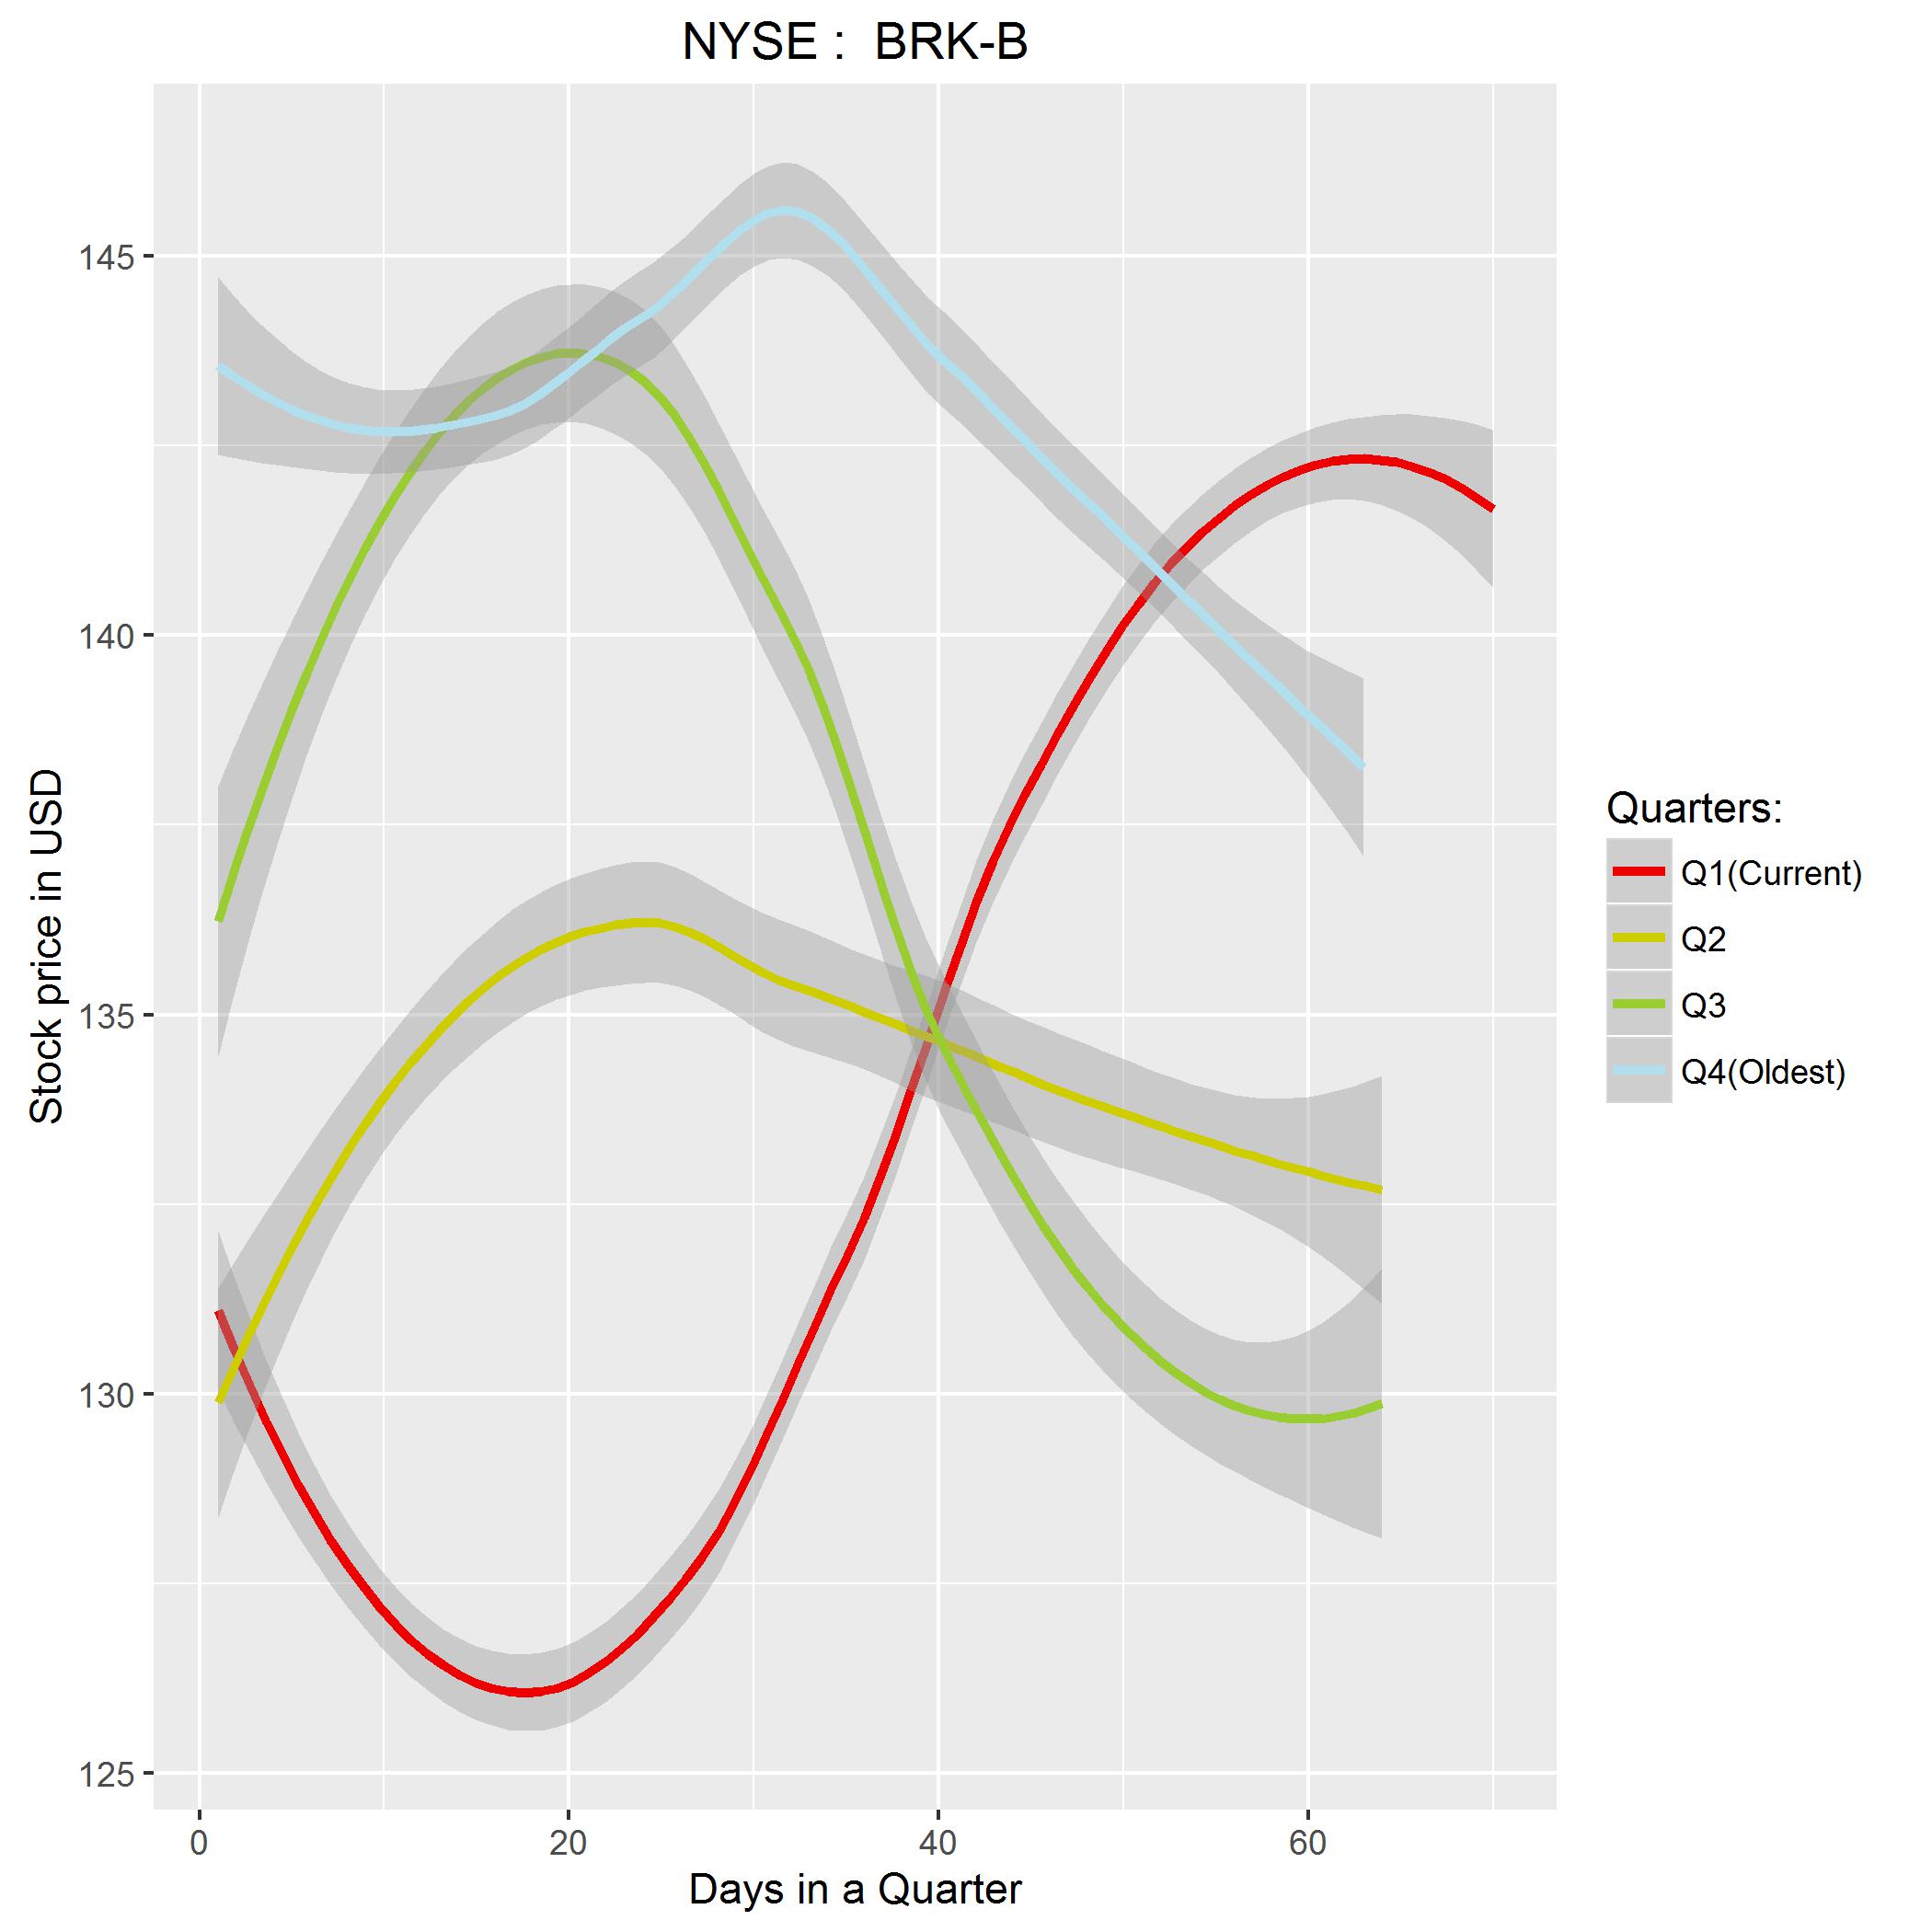 NYSE :  BRK-B
Stock price in USD
145
140
135
130
125
0 20 40 60
Days in a Quarter
Quarters:
Q1(Current)
Q2
Q3
Q4(Oldest)